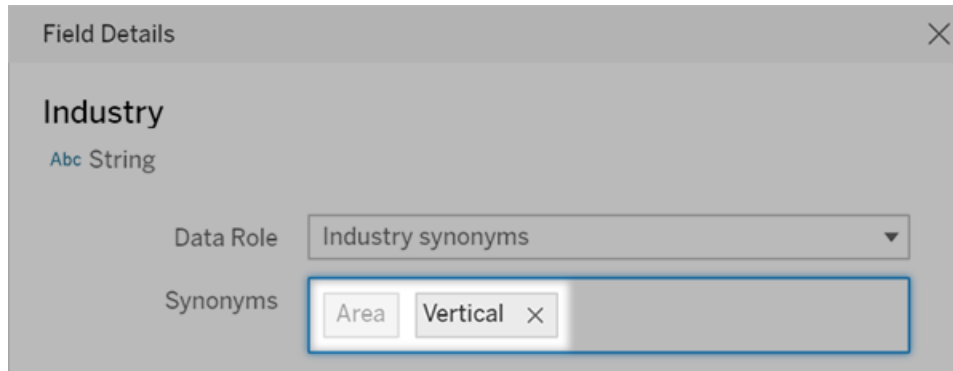 Field Details
Industry
Abc String
Data Role Industry synonyms
Synonyms Area Vertical